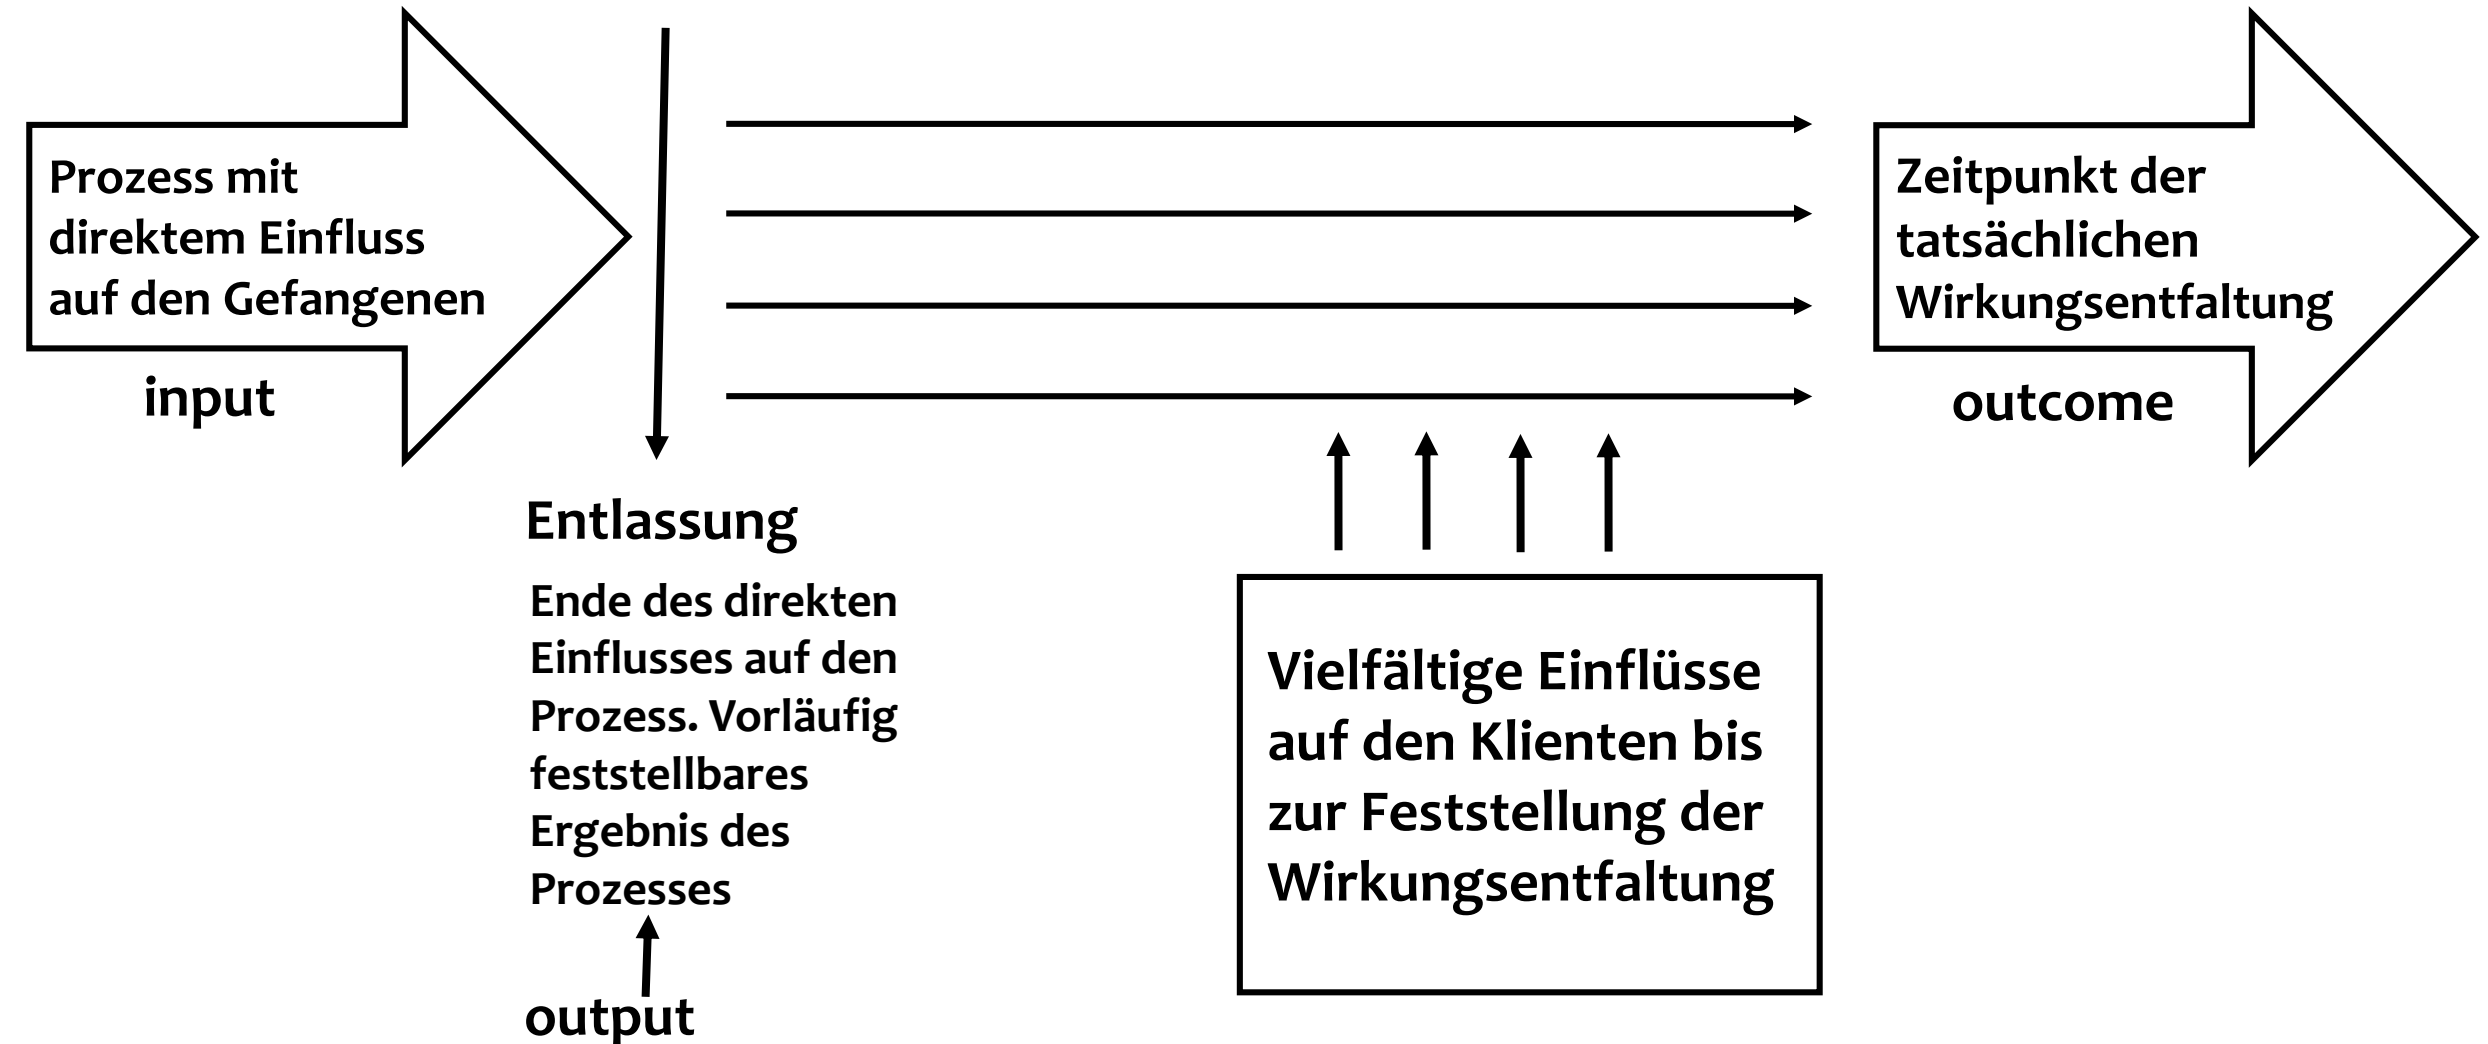 Prozess mit
direktem Einfluss
auf den Gefangenen
input
Entlassung
Ende des direkten
Einflusses auf den
Prozess. Vorläufig
feststellbares
Ergebnis des
Prozesses
output
Vielfältige Einflüsse
auf den Klienten bis
zur Feststellung der
Wirkungsentfaltung
Zeitpunkt der
tatsächlichen
Wirkungsentfaltung
outcome